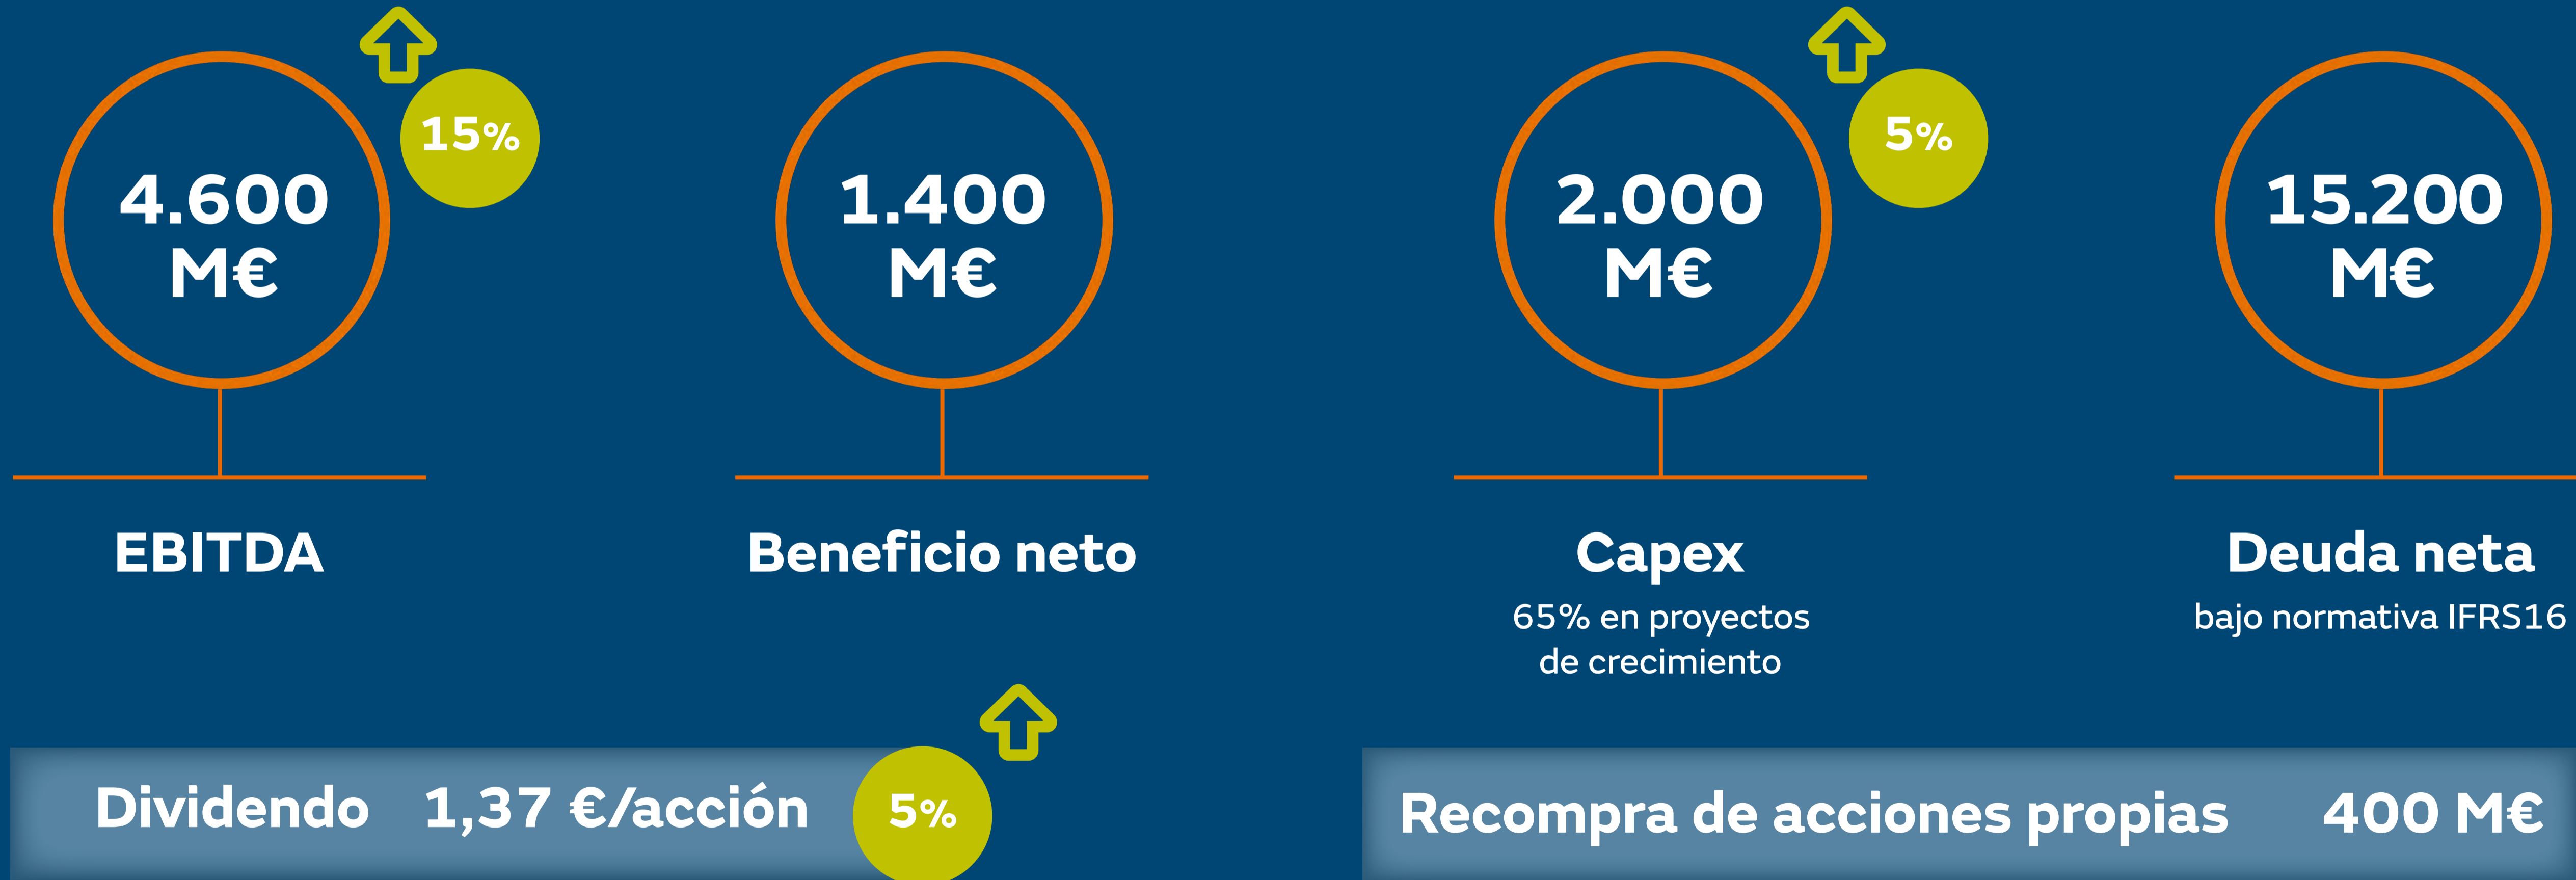 15%
4.600
M€
EBITDA
1.400
M€
Beneficio neto
5%
2.000
M€
Capex
65% en proyectos
de crecimiento
15.200
M€
Deuda neta
bajo normativa IFRS16
Dividendo 1,37 €/acción 5%
Recompra de acciones propias 400 M€